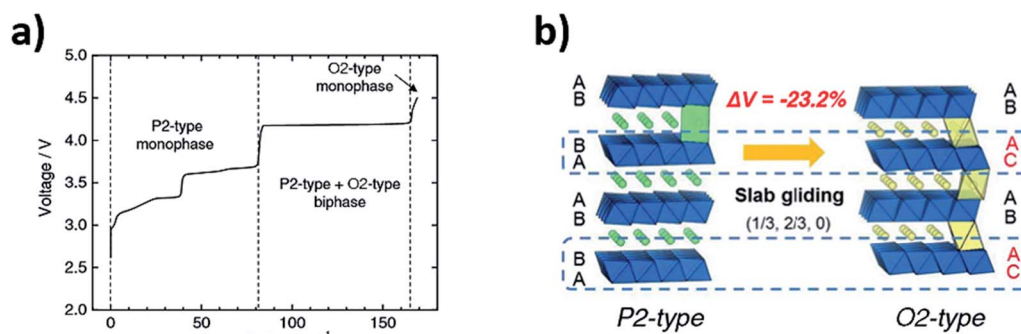 a)
5.0
4.5
4.0
3.5
3.0
2.5
2.0
Voltage / V
O2-type
monophase
P2-type
monophase
P2-type + O2-type
biphase
0
50
100
150
b)
A
B
B
A
A
B
B
A
ΔV = -23.2%
Slab gliding
(1/3, 2/3, 0)
A
B
A
C
A
B
A
C
P2-type
O2-type